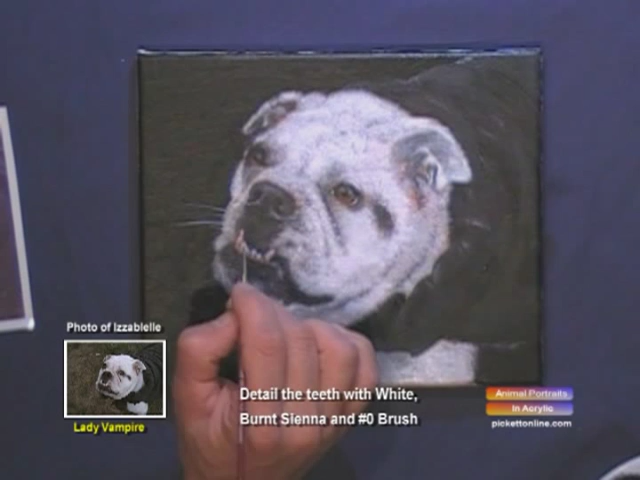 Photo of Izzablelle
Lady Vampire
Detail the teeth with White,
Burnt Sienna and #0 Brush
Animal Portraits
In Acrylic
pickettonline.com